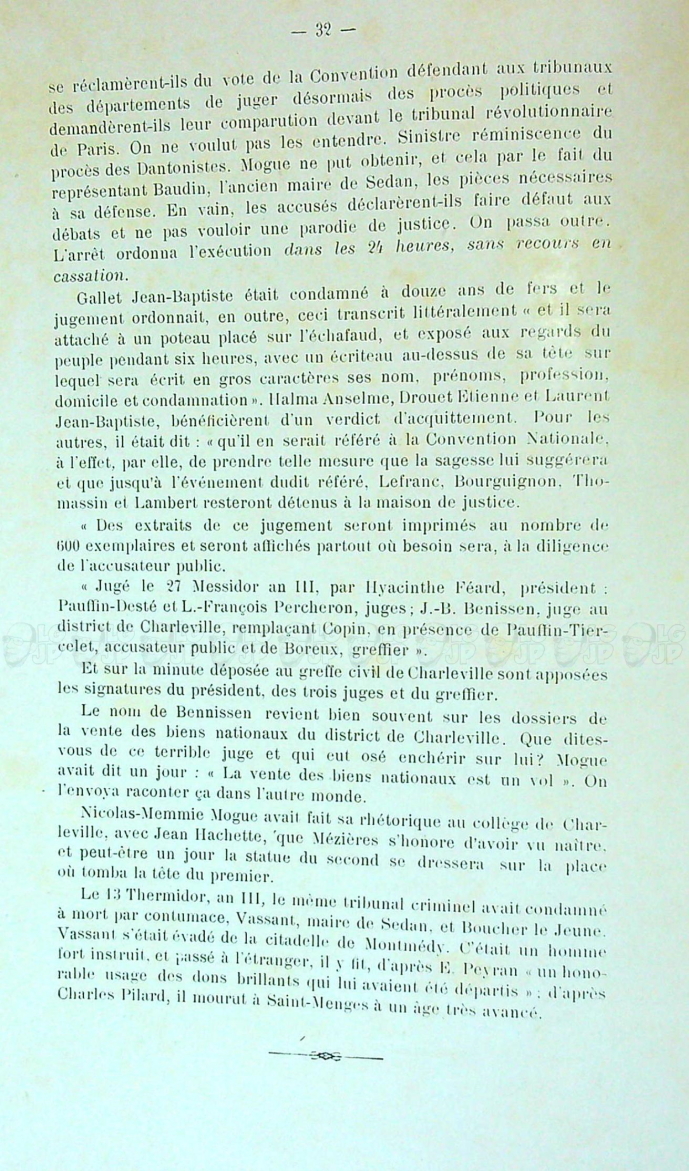 — 32 —
se réclamèrent-ils du vote de la Convention défendant aux tribunaux
des départements de juger désormais des procès politiques et
demandèrent-ils leur comparution devant le tribunal révolutionnaire
de Paris. On ne voulut pas les entendre. Sinistre réminiscence du
procès des Dantonistes. Mogue ne put obtenir, et cela par le fait du
représentant Baudin, l'ancien maire de Sedan, les pièces nécessaires
à sa défense. En vain, les accusés déclarèrent-ils faire défaut aux
débats et ne pas vouloir une parodie de justice. On passa outre.
L'arrêt ordonna l'exécution dans les 24 heures, sans recours en
cassation.
Gallet Jean-Baptiste était condamné à douze ans de fers et le
jugement ordonnait, en outre, ceci transcrit littéralement « et il sera
attaché à un poteau placé sur l'échafaud, et exposé aux regards du
peuple pendant six heures, avec un écriteau au-dessus de sa tête sur
lequel sera écrit en gros caractères ses nom, prénoms, profession,
domicile et condamnation ». Halma Anselme, Drouet Etienne et Laurent
Jean-Baptiste, bénéficièrent d'un verdict d'acquittement. Pour les
autres, il était dit : « qu'il en serait référé à la Convention Nationale,
à l'effet, par elle, de prendre telle mesure que la sagesse lui suggérera
et que jusqu'à l'événement dudit référé, Lefranc, Bourguignon, Tho-
massin et Lambert resteront détenus à la maison de justice.
« Des extraits de ce jugement seront imprimés au nombre de
600 exemplaires et seront affichés partout où besoin sera, à la diligence
de l'accusateur public.
« Jugé le 27 Messidor an III, par Hyacinthe Féard, président :
Pauffin-Desté et L.-François Percheron, juges ; J.-B. Benissen, juge au
district de Charleville, remplaçant Copin, en présence de Pauffin-Tier-
celet, accusateur public et de Boreux, greffier ».
Et sur la minute déposée au greffe civil de Charleville sont apposées
les signatures du président, des trois juges et du greffier.
Le nom de Bennissen revient bien souvent sur les dossiers de
la vente des biens nationaux du district de Charleville. Que dites-
vous de ce terrible juge et qui eut osé enchérir sur lui ? Mogue
avait dit un jour : « La vente des biens nationaux est un vol ». On
l'envoya raconter ça dans l'autre monde.
Nicolas-Memmie Mogue avait fait sa rhétorique au collège de Char-
leville, avec Jean Hachette, que Mézières s'honore d'avoir vu naître,
et peut-être un jour la statue du second se dressera sur la place
où tomba la tête du premier.
Le 13 Thermidor, an III, le même tribunal criminel avait condamné
à mort par contumace, Vassant, maire de Sedan, et Boucher le Jeune.
Vassant s'était évadé de la citadelle de Montmédy. C'était un homme
fort instruit, et passé à l'étranger, il y fit, d'après E. Peyran « un hono-
rable usage des dons brillants qui lui avaient été départis » ; d'après
Charles Pilard, il mourut à Saint-Menges à un âge très avancé.